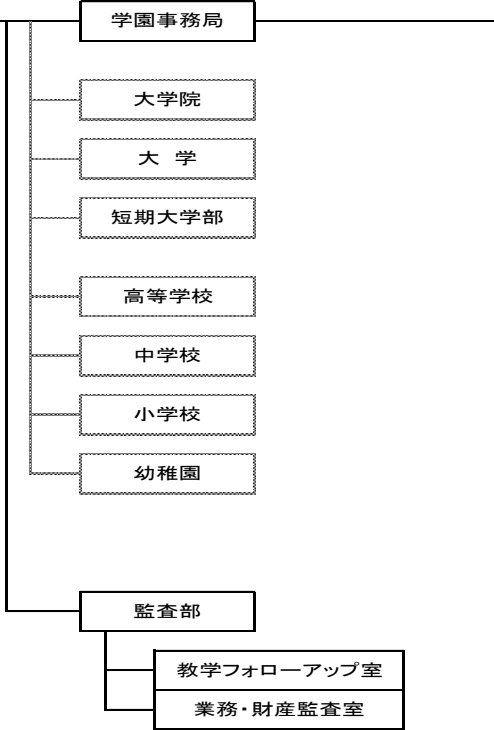 学園事務局
大学院
大 学
短期大学部
高等学校
中学校
小学校
幼稚園
監査部
教学フォローアップ室
業務・財産監査室